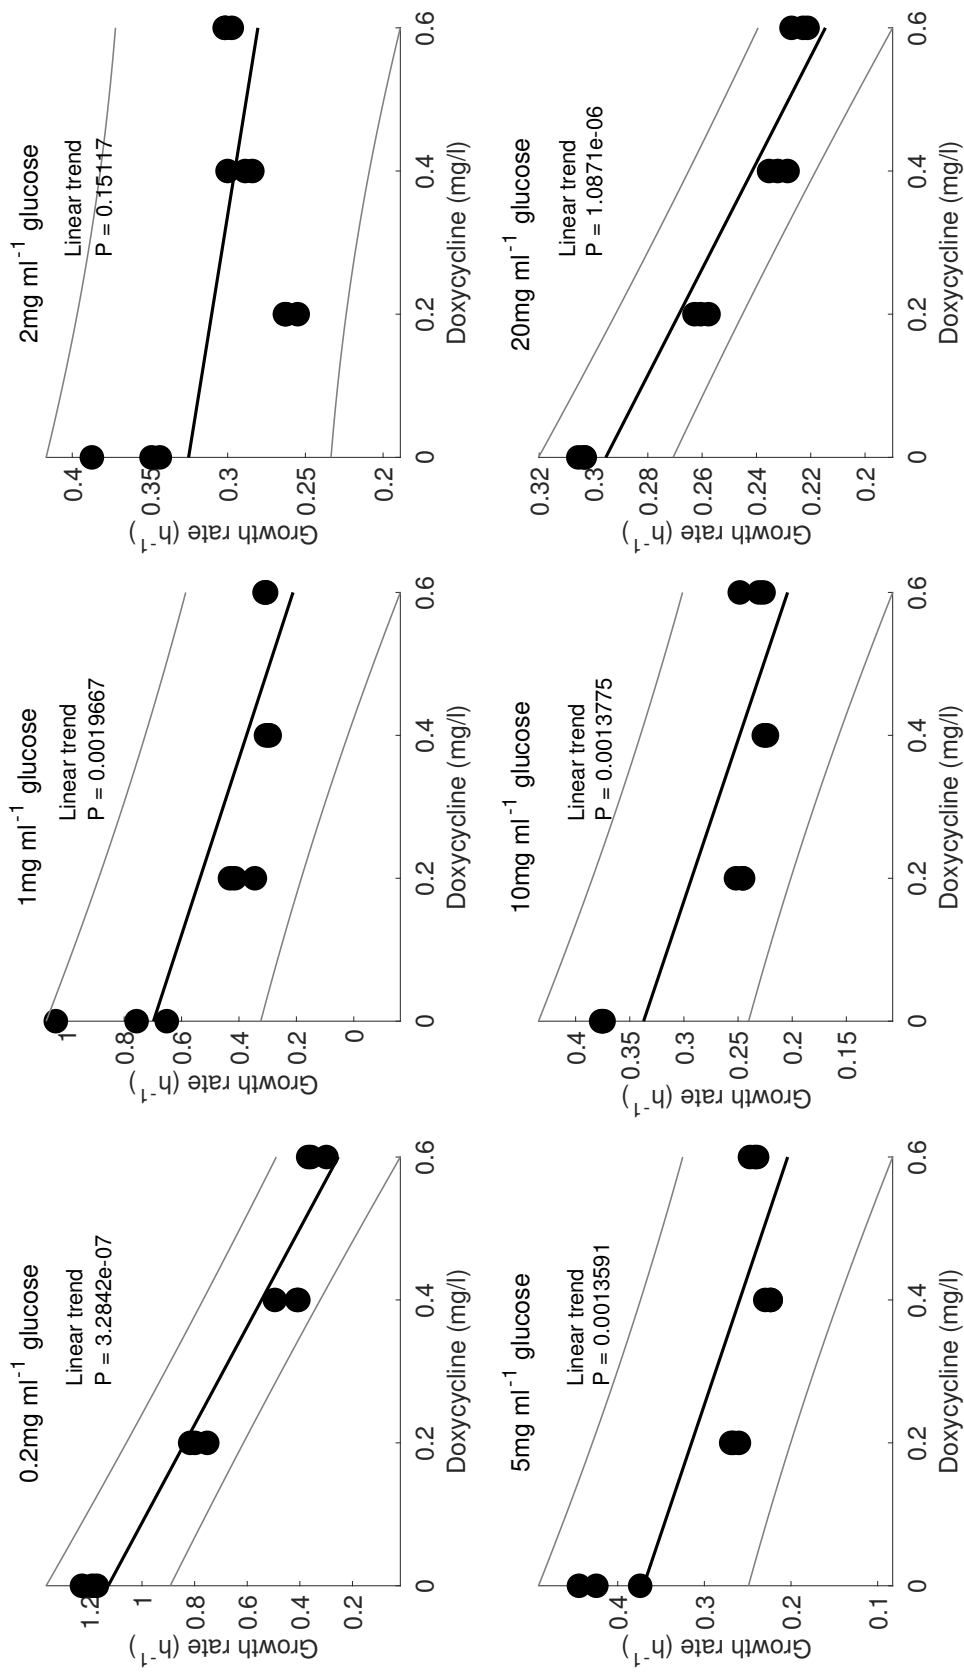 0.2mg ml⁻¹ glucose
Linear trend
P = 3.2842e-07
Growth rate (h⁻¹)
1.2
1
0.8
0.6
0.4
0.2
0 0.2 0.4 0.6
Doxycycline (mg/l)
1mg ml⁻¹ glucose
Linear trend
P = 0.0019667
Growth rate (h⁻¹)
1
0.8
0.6
0.4
0.2
0
0 0.2 0.4 0.6
Doxycycline (mg/l)
2mg ml⁻¹ glucose
Linear trend
P = 0.15117
Growth rate (h⁻¹)
0.4
0.35
0.3
0.25
0.2
0 0.2 0.4 0.6
Doxycycline (mg/l)
5mg ml⁻¹ glucose
Linear trend
P = 0.0013591
Growth rate (h⁻¹)
0.4
0.3
0.2
0.1
0 0.2 0.4 0.6
Doxycycline (mg/l)
10mg ml⁻¹ glucose
Linear trend
P = 0.0013775
Growth rate (h⁻¹)
0.4
0.35
0.3
0.25
0.2
0.15
0 0.2 0.4 0.6
Doxycycline (mg/l)
20mg ml⁻¹ glucose
Linear trend
P = 1.0871e-06
Growth rate (h⁻¹)
0.32
0.3
0.28
0.26
0.24
0.22
0.2
0 0.2 0.4 0.6
Doxycycline (mg/l)